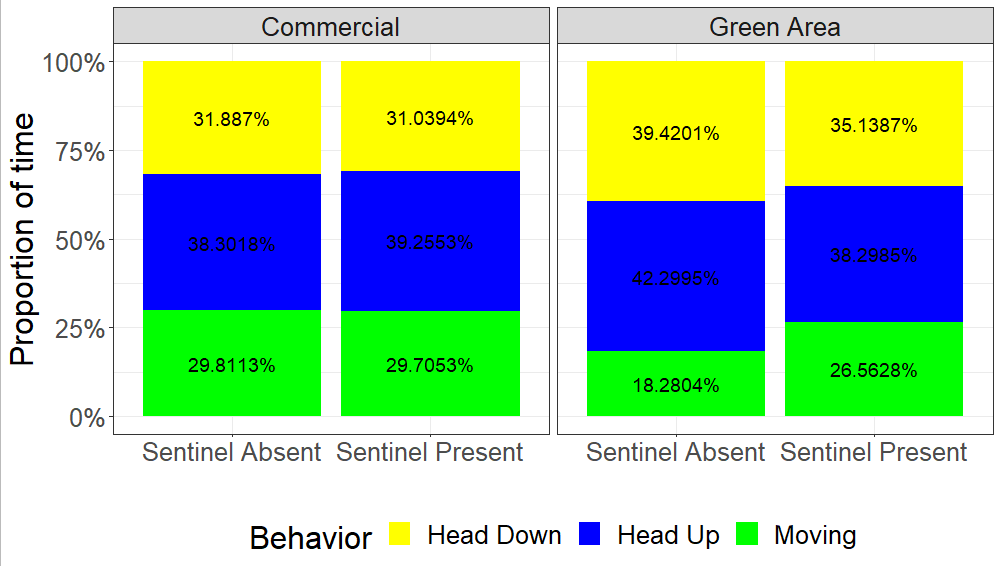 Commercial
Green Area
Proportion of time
100%
75%
50%
25%
0%
31.887%
31.0394%
39.4201%
35.1387%
38.3018%
39.2553%
42.2995%
38.2985%
29.8113%
29.7053%
18.2804%
26.5628%
Sentinel Absent
Sentinel Present
Sentinel Absent
Sentinel Present
Behavior
Head Down
Head Up
Moving